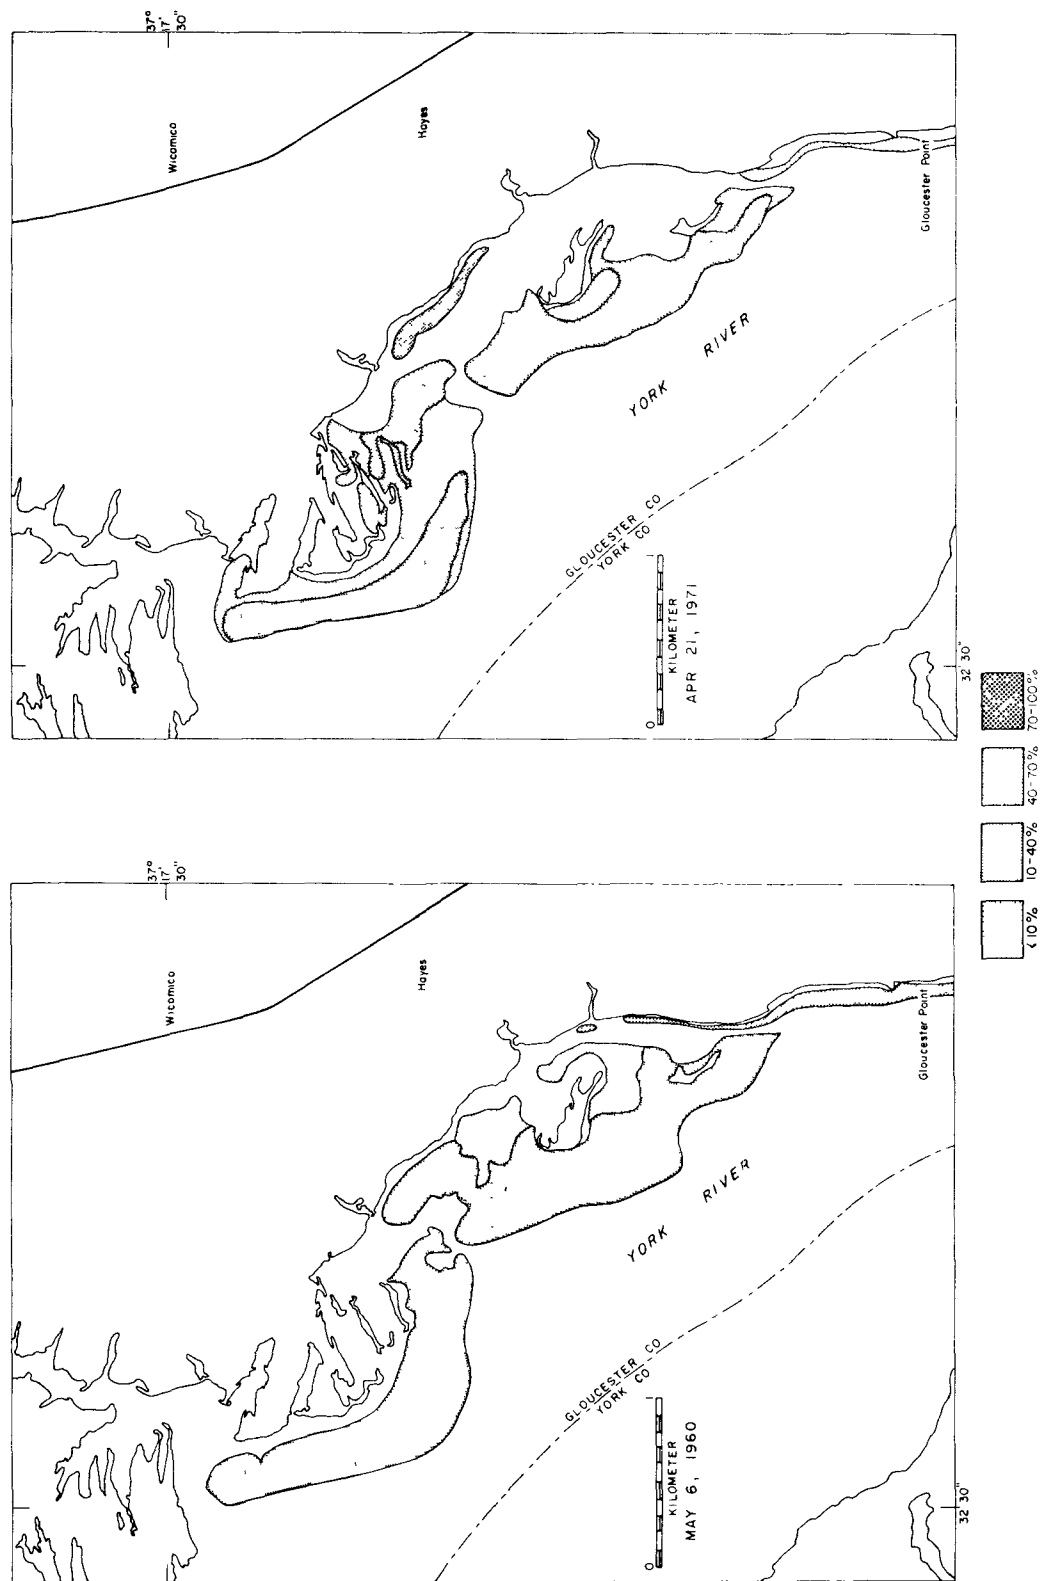 37°
17'
30"
Wicomico
Hayes
Gloucester Point
YORK RIVER
GLOUCESTER CO
YORK CO
0
KILOMETER
APR 21, 1971
32'30"
37°
17'
30"
Wicomico
Hayes
Gloucester Point
YORK RIVER
GLOUCESTER CO
YORK CO
0
KILOMETER
MAY 6, 1960
32'30"
<10%
10-40%
40-70%
70-100%